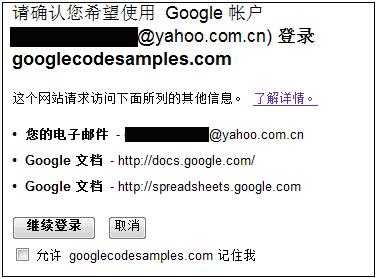 请确认您希望使用 Google 帐户
@yahoo.com.cn) 登录
googlecodesamples.com
这个网站请求访问下面所列的其他信息。 了解详情。
• 您的电子邮件 - @yahoo.com.cn
• Google 文档 - http://docs.google.com/
• Google 文档 - http://spreadsheets.google.com
继续登录 取消
允许 googlecodesamples.com 记住我